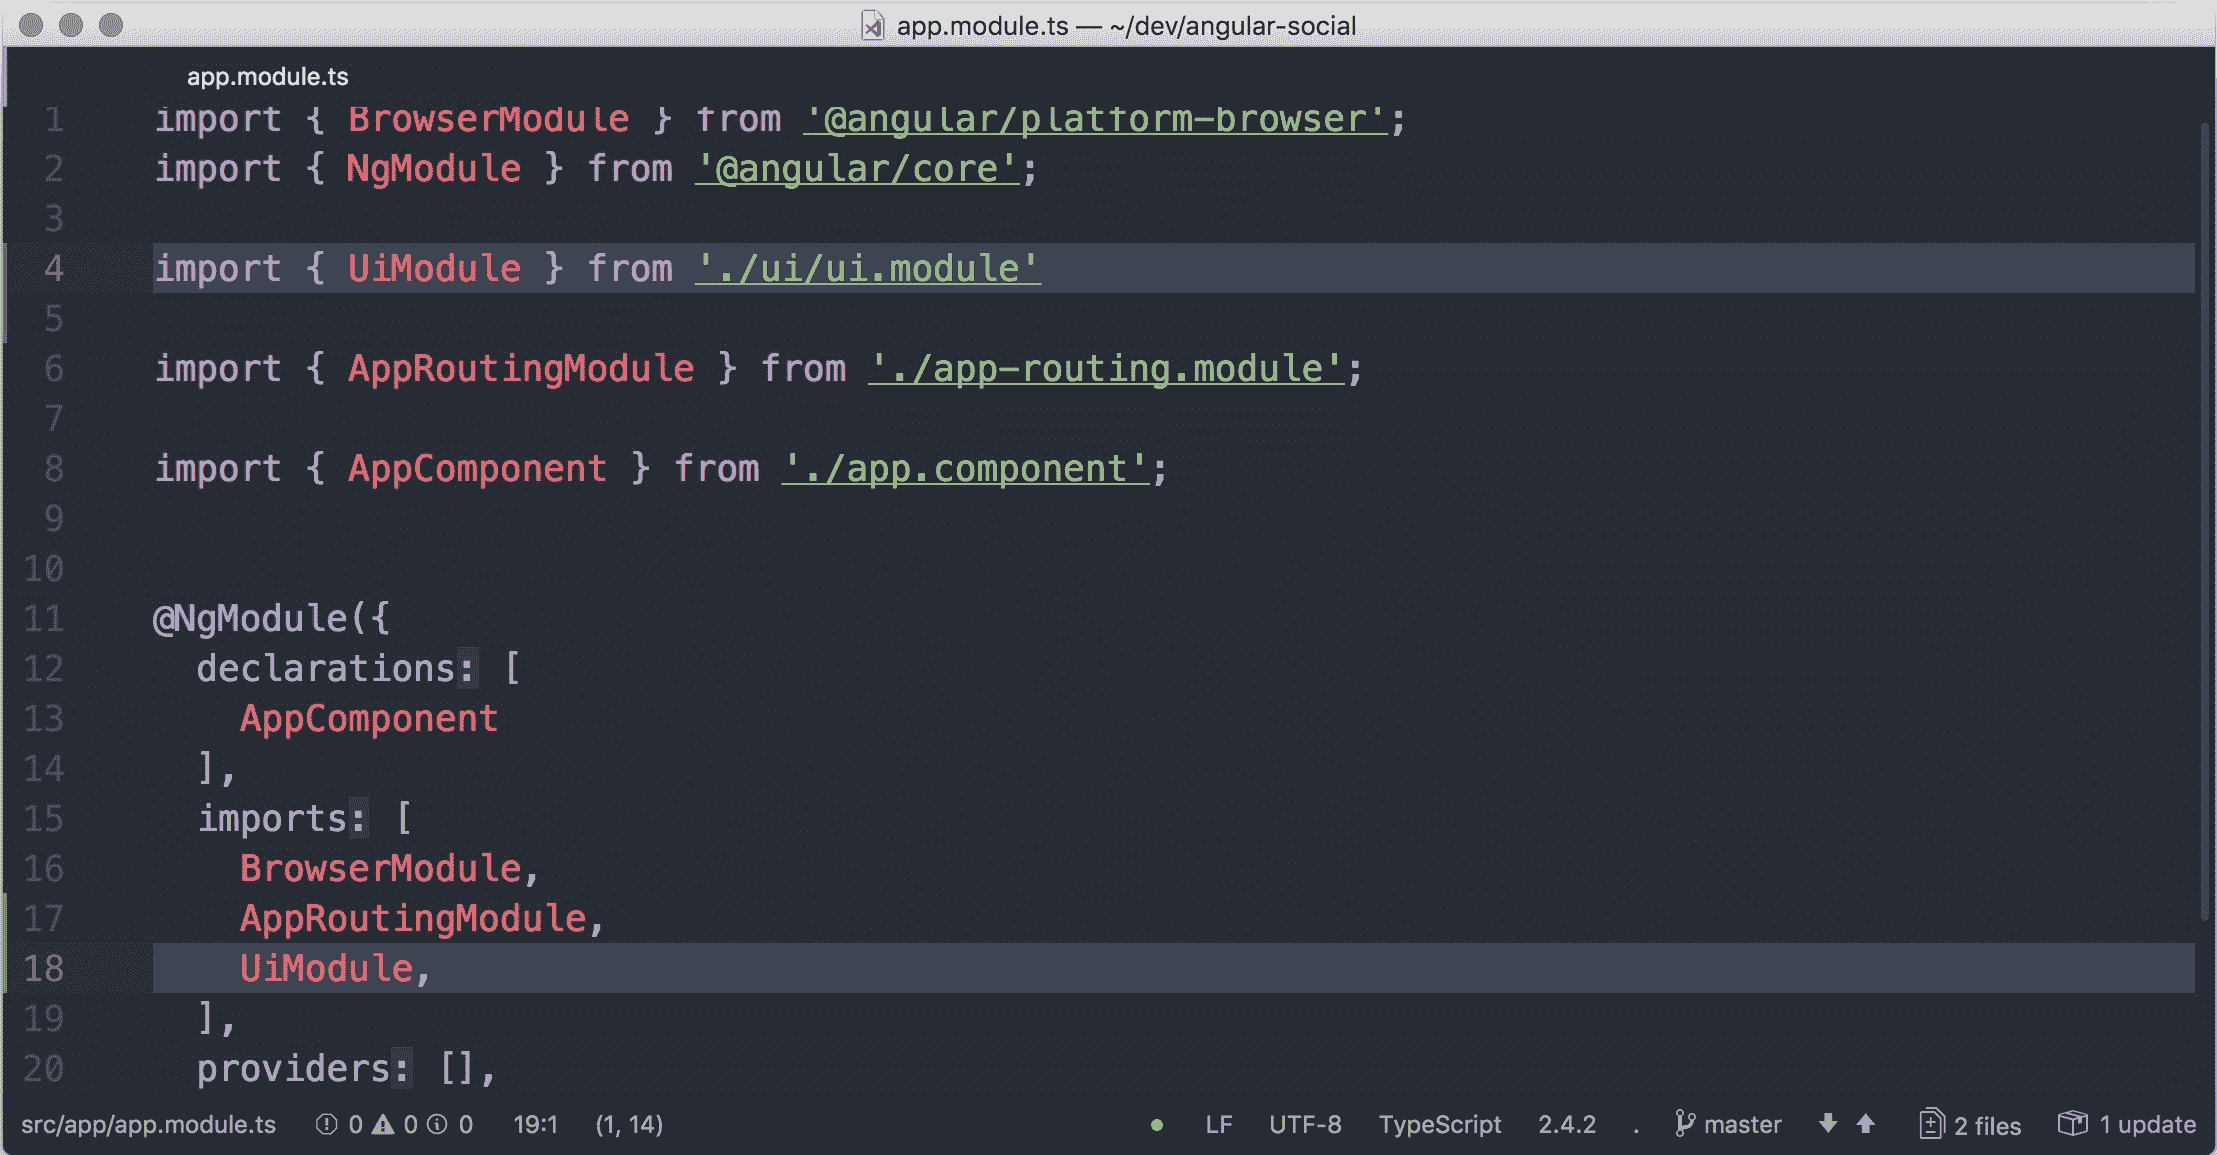 app.module.ts — ~/dev/angular-social
app.module.ts
1 import { BrowserModule } from '@angular/platform-browser';
2 import { NgModule } from '@angular/core';
3
4 import { UiModule } from './ui/ui.module'
5
6 import { AppRoutingModule } from './app-routing.module';
7
8 import { AppComponent } from './app.component';
9
10
11 @NgModule({
12 declarations: [
13 AppComponent
14 ],
15 imports: [
16 BrowserModule,
17 AppRoutingModule,
18 UiModule,
19 ],
20 providers: [],
src/app/app.module.ts 0 0 0 19:1 (1, 14) LF UTF-8 TypeScript 2.4.2 . master 2 files 1 update